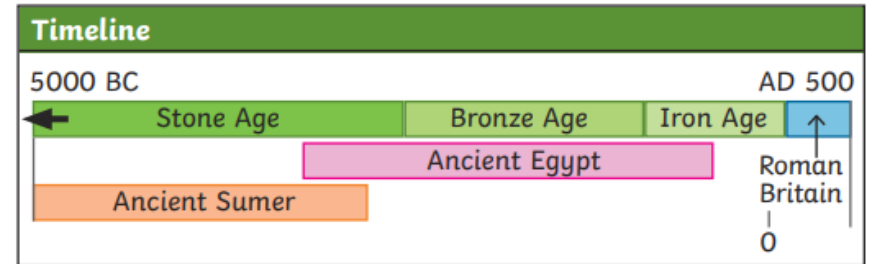 Timeline
5000 BC AD 500
Stone Age Bronze Age Iron Age
Ancient Egypt
Roman
Britain
Ancient Sumer
0